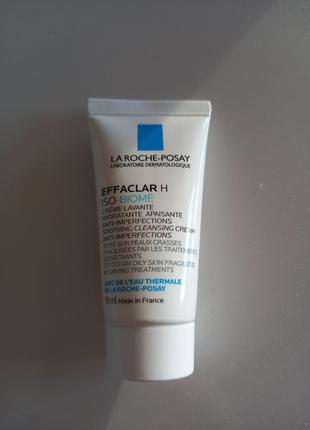 LA ROCHE-POSAY
LABORATOIRE DERMATOLOGIQUE
EFFACLAR H
ISO-BIOME
CRÈME LAVANTE
HYDRATANTE APAISANTE
ANTI-IMPERFECTIONS
SOOTHING CLEANSING CREAM
ANTI-IMPERFECTIONS
TESTÉ SUR PEAUX GRASSES
FRAGILISÉES PAR LES TRAITEMENTS
DESSÉCHANTS
TESTED ON OILY SKIN FRAGILIZED
BY DRYING TREATMENTS
AVEC DE L'EAU THERMALE
DE LA ROCHE-POSAY
15 ml Made in France